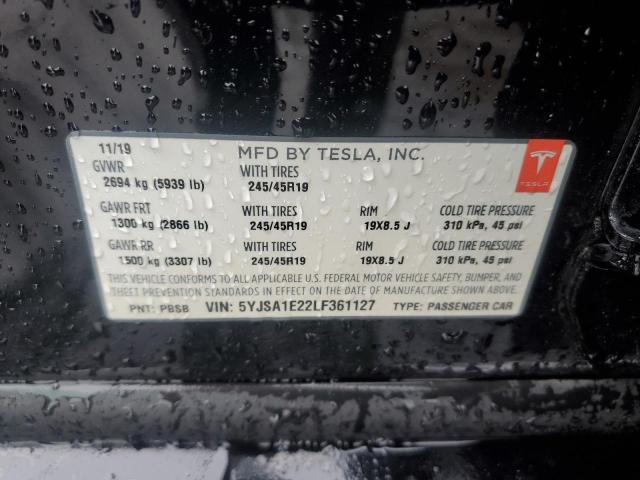 11/19 MFD BY TESLA, INC.
GVWR WITH TIRES
2694 kg (5939 lb) 245/45R19
TESLA
GAWR FRT WITH TIRES RIM COLD TIRE PRESSURE
1300 kg (2866 lb) 245/45R19 19X8.5 J 310 kPa, 45 psi
GAWR RR WITH TIRES RIM COLD TIRE PRESSURE
1500 kg (3307 lb) 245/45R19 19X8.5 J 310 kPa, 45 psi
THIS VEHICLE CONFORMS TO ALL APPLICABLE U.S. FEDERAL MOTOR VEHICLE SAFETY, BUMPER, AND
THEFT PREVENTION STANDARDS IN EFFECT ON THE DATE OF MANUFACTURE SHOWN ABOVE.
PNT: PBSB VIN: 5YJSA1E22LF361127 TYPE: PASSENGER CAR